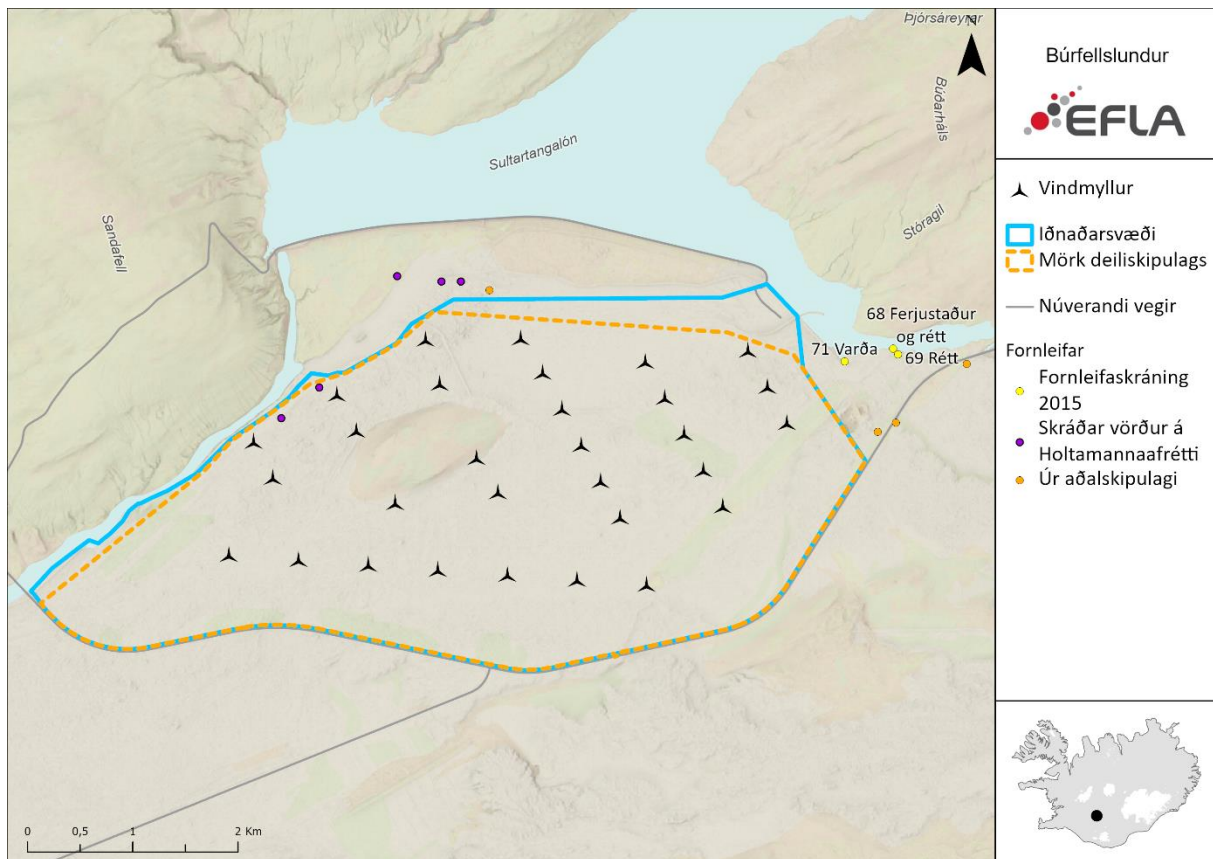 Þjórsáreyrar
N
Búðarháls
Sultartangalón
Sandafell
Stóragil
68 Ferjustaður
og rétt
71 Varða
69 Rétt
0 0,5 1 2 Km
Búrfellslundur
EFLA
Vindmyllur
Iðnaðarsvæði
Mörk deiliskipulags
Núverandi vegir
Fornleifar
Fornleifaskráning
2015
Skráðar vörður á
Holtamannaafrétti
Úr aðalskipulagi